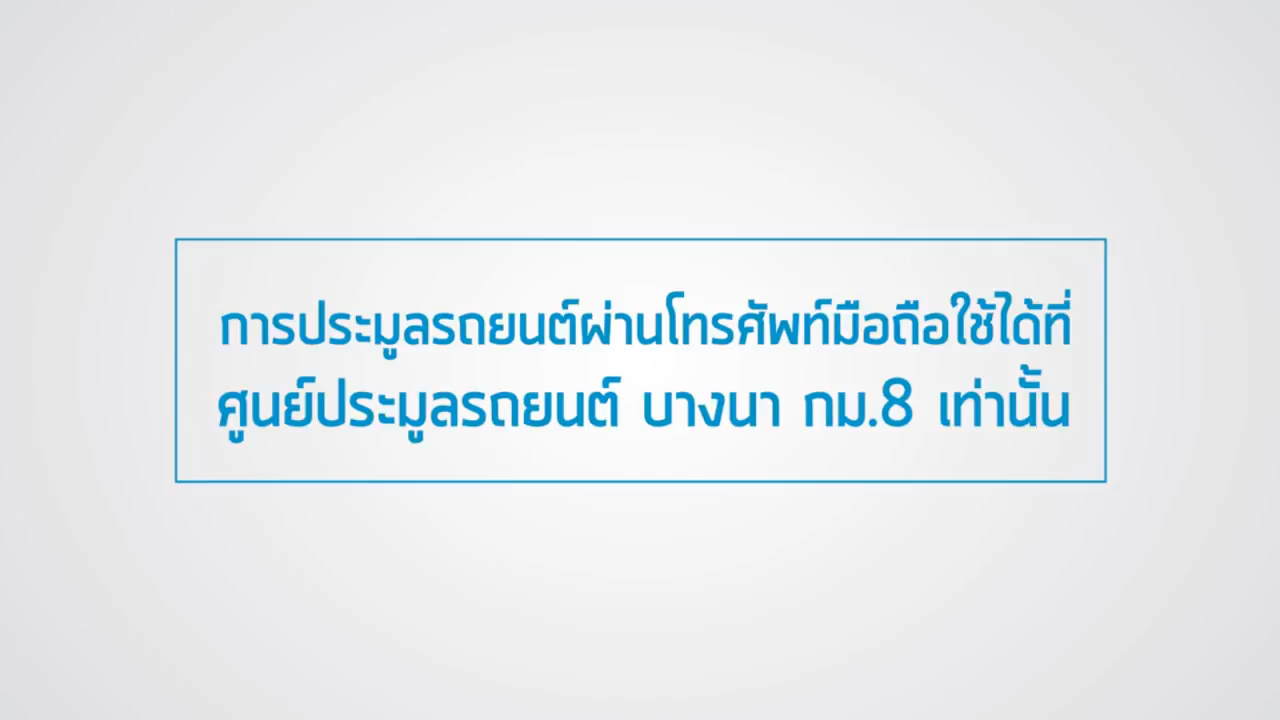 การประมูลรถยนต์ผ่านโทรศัพท์มือถือใช้ได้ที่
ศูนย์ประมูลรถยนต์ บางนา กม.8 เท่านั้น